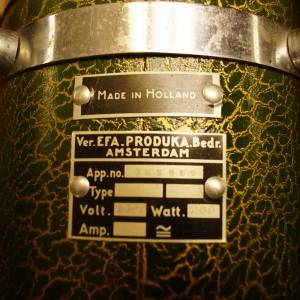 MADE IN HOLLAND
Ver. EFA-PRODUKA. Bedr.
AMSTERDAM
App.no.
Type
Volt. Watt.
Amp. ≅